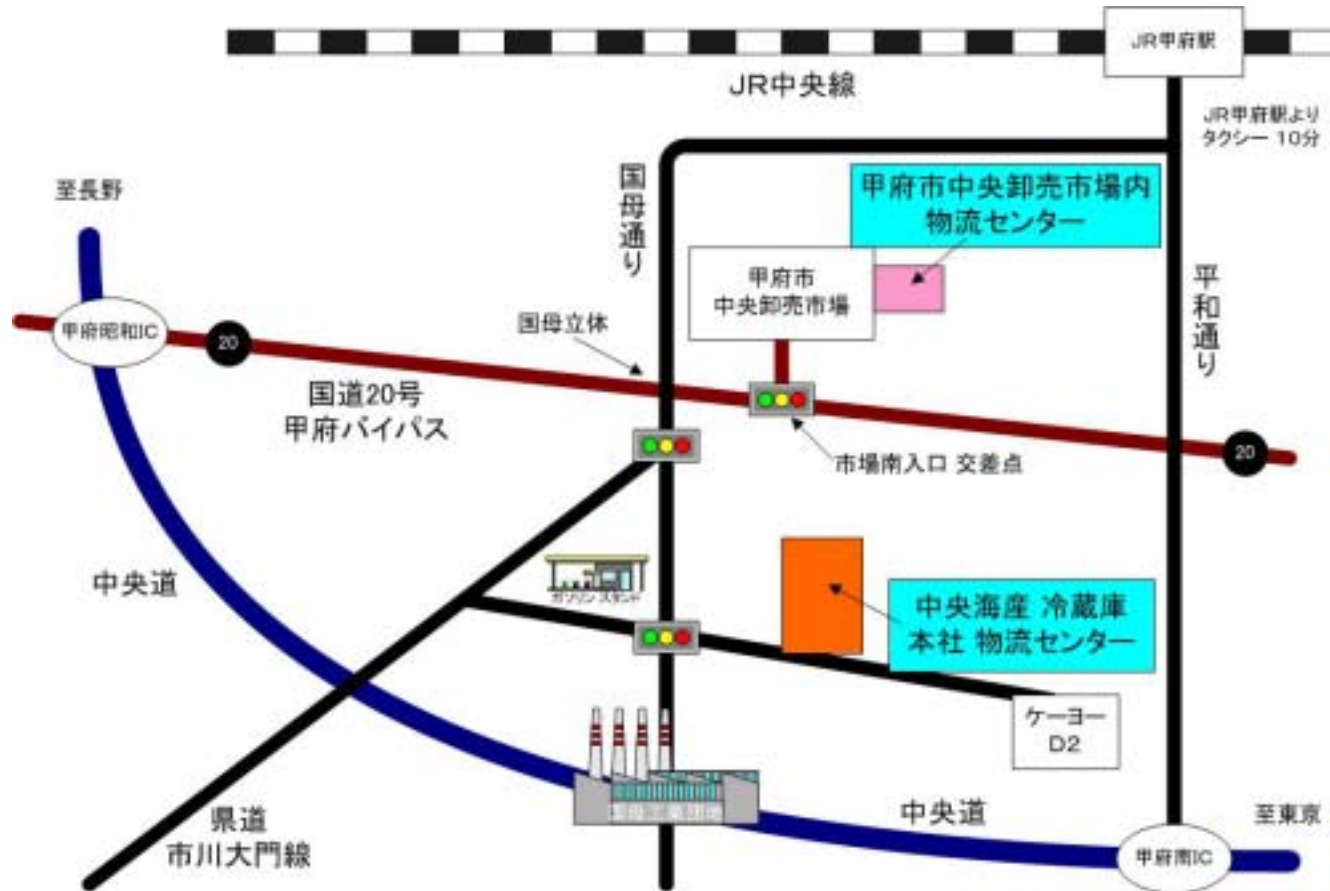 JR甲府駅
JR中央線
JR甲府駅より
タクシー 10分
至長野
国母通り
甲府市中央卸売市場内
物流センター
甲府市
中央卸売市場
平和通り
甲府昭和IC
20
国母立体
国道20号
甲府バイパス
20
市場南入口 交差点
中央道
ガソリン スタンド
中央海産 冷蔵庫
本社 物流センター
ケーヨー
D2
国母工業団地
県道
市川大門線
中央道
至東京
甲府南IC